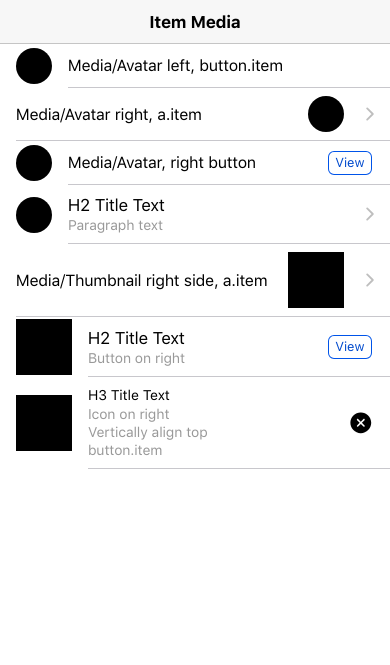 Item Media
Media/Avatar left, button.item
Media/Avatar right, a.item
Media/Avatar, right button
View
H2 Title Text
Paragraph text
Media/Thumbnail right side, a.item
H2 Title Text
Button on right
View
H3 Title Text
Icon on right
Vertically align top
button.item